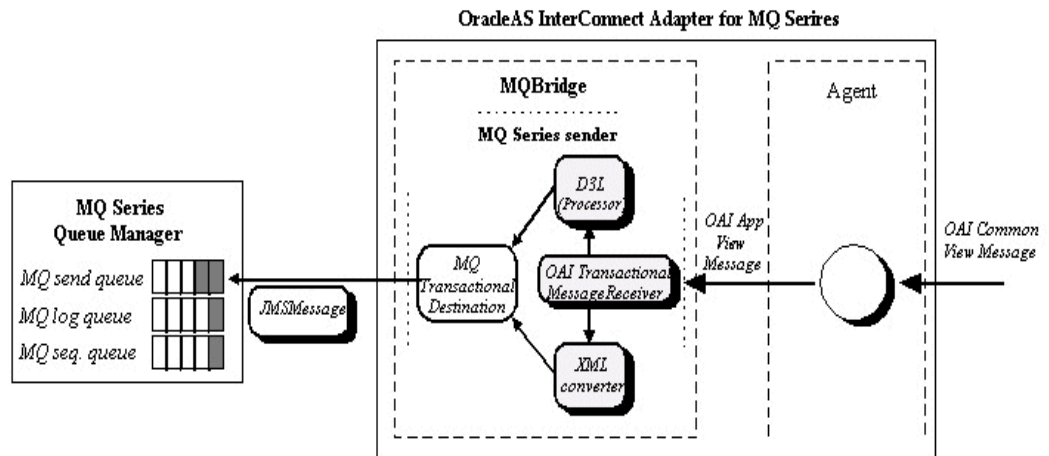 OracleAS InterConnect Adapter for MQ Serires
MQBridge
MQ Series sender
Agent
D3L
(Processor)
MQ Series
Queue Manager
MQ send queue
MQ log queue
MQ seq. queue
JMSMessage
MQ
Transactional
Destination
OAI Transactional
MessageReceiver
XML
converter
OAI App
View
Message
OAI Common
View Message